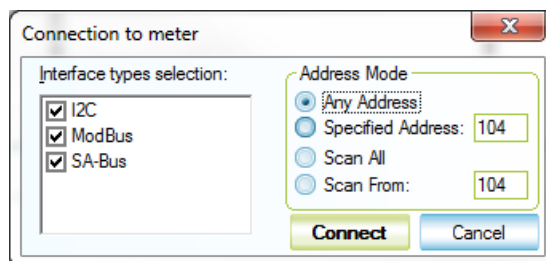 Connection to meter
Interface types selection:
I2C
ModBus
SA-Bus
Address Mode
Any Address
Specified Address: 104
Scan All
Scan From: 104
Connect
Cancel